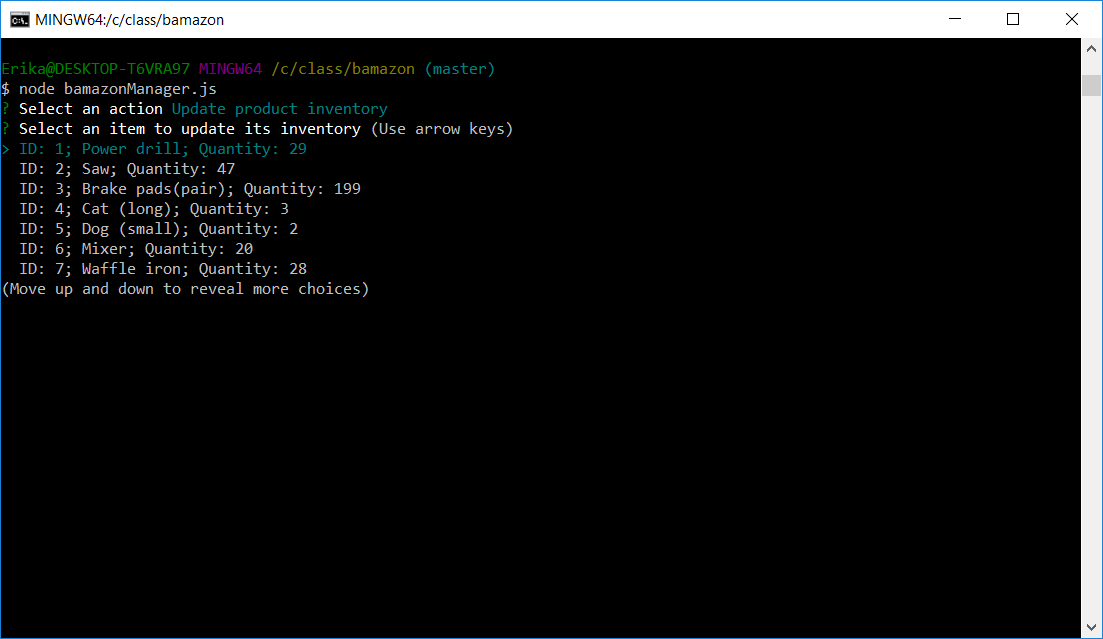 MINGW64:/c/class/bamazon
Erika@DESKTOP-T6VRA97 MINGW64 /c/class/bamazon (master)
$ node bamazonManager.js
? Select an action Update product inventory
? Select an item to update its inventory (Use arrow keys)
> ID: 1; Power drill; Quantity: 29
ID: 2; Saw; Quantity: 47
ID: 3; Brake pads(pair); Quantity: 199
ID: 4; Cat (long); Quantity: 3
ID: 5; Dog (small); Quantity: 2
ID: 6; Mixer; Quantity: 20
ID: 7; Waffle iron; Quantity: 28
(Move up and down to reveal more choices)